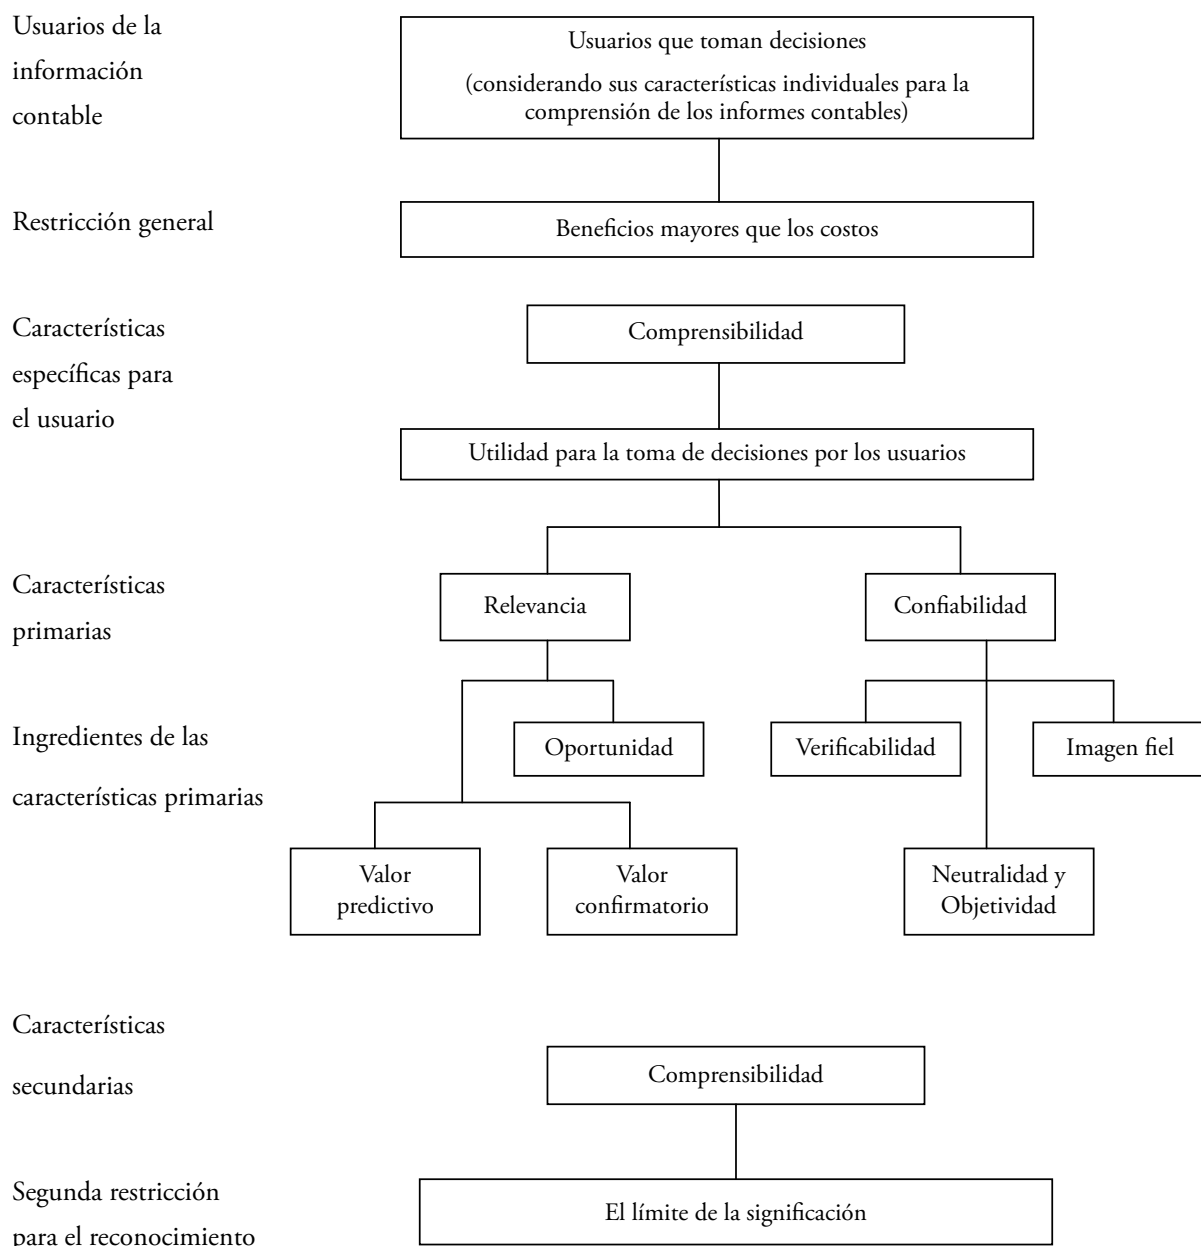 Usuarios de la
información
contable
Usuarios que toman decisiones
(considerando sus características individuales para la
comprensión de los informes contables)
Restricción general
Beneficios mayores que los costos
Características
específicas para
el usuario
Comprensibilidad
Utilidad para la toma de decisiones por los usuarios
Características
primarias
Relevancia
Confiabilidad
Ingredientes de las
características primarias
Oportunidad
Verificabilidad
Imagen fiel
Valor
predictivo
Valor
confirmatorio
Neutralidad y
Objetividad
Características
secundarias
Comprensibilidad
Segunda restricción
para el reconocimiento
El límite de la significación